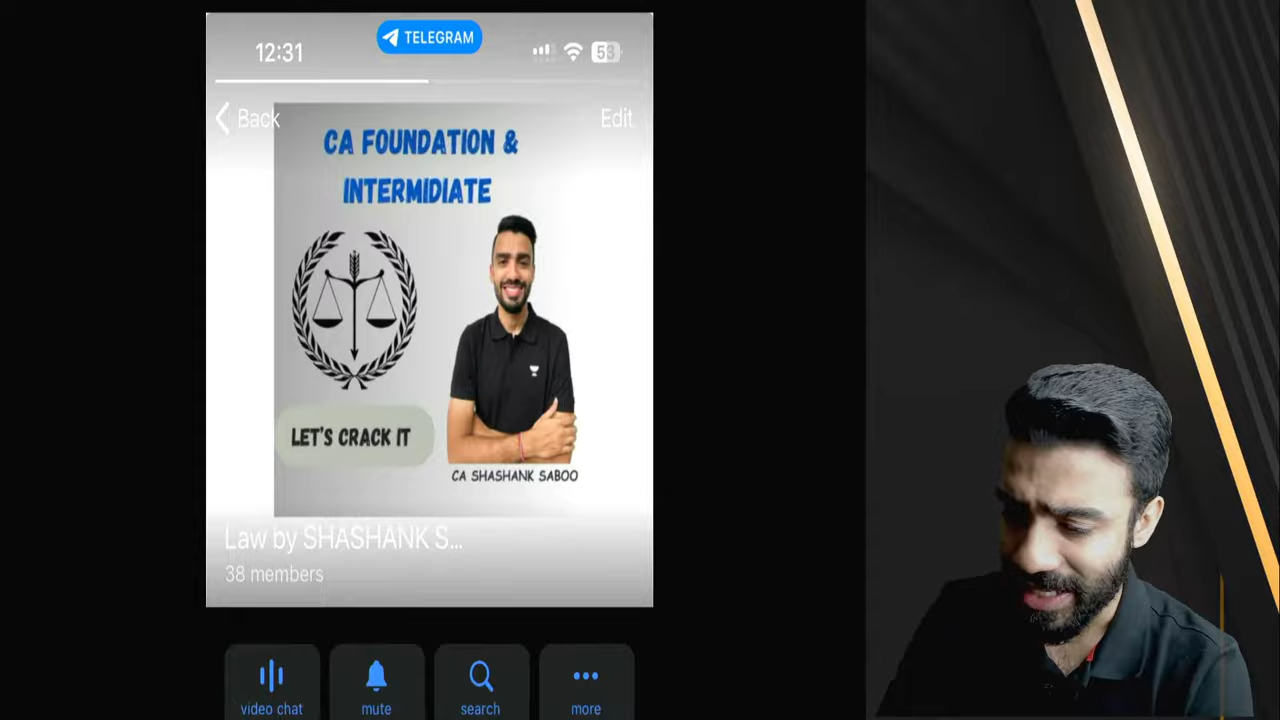 12:31
TELEGRAM
53
Back
Edit
CA FOUNDATION &
INTERMIDIATE
LET'S CRACK IT
CA SHASHANK SABOO
Law by SHASHANK S...
38 members
video chat
mute
search
more